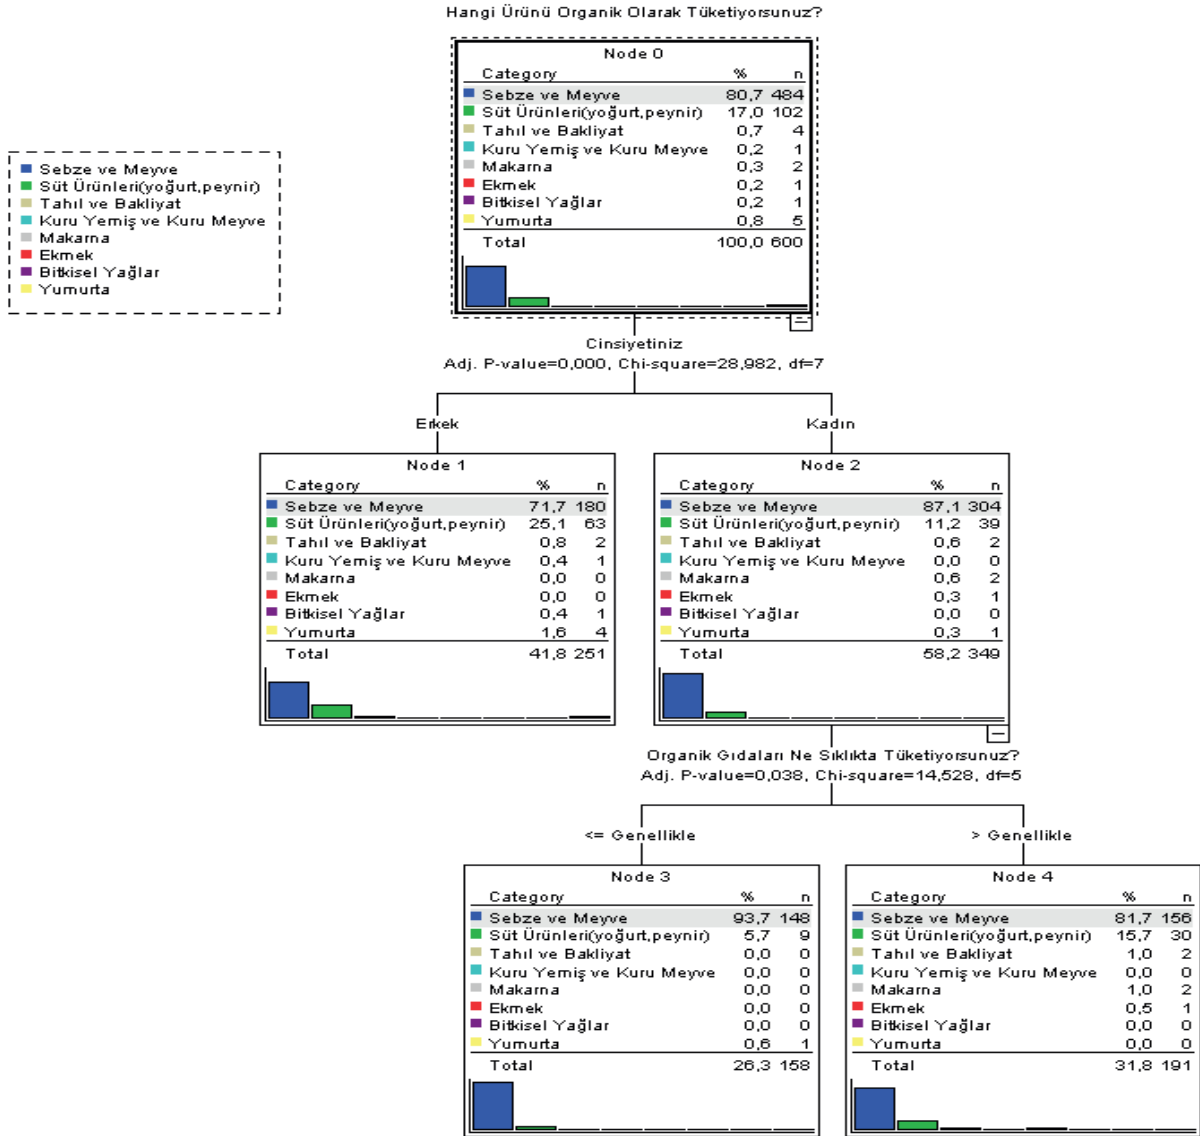 Hangi Ürünü Organik Olarak Tüketiyorsunuz?
Node 0
Category % n
Sebze ve Meyve 80,7 484
Süt Ürünleri(yoğurt,peynir) 17,0 102
Tahıl ve Bakliyat 0,7 4
Kuru Yemiş ve Kuru Meyve 0,2 1
Makarna 0,3 2
Ekmek 0,2 1
Bitkisel Yağlar 0,2 1
Yumurta 0,8 5
Total 100,0 600
Sebze ve Meyve
Süt Ürünleri(yoğurt,peynir)
Tahıl ve Bakliyat
Kuru Yemiş ve Kuru Meyve
Makarna
Ekmek
Bitkisel Yağlar
Yumurta
Cinsiyetiniz
Adj. P-value=0,000, Chi-square=28,982, df=7
Erkek
Kadın
Node 1
Category % n
Sebze ve Meyve 71,7 180
Süt Ürünleri(yoğurt,peynir) 25,1 63
Tahıl ve Bakliyat 0,8 2
Kuru Yemiş ve Kuru Meyve 0,4 1
Makarna 0,0 0
Ekmek 0,0 0
Bitkisel Yağlar 0,4 1
Yumurta 1,6 4
Total 41,8 251
Node 2
Category % n
Sebze ve Meyve 87,1 304
Süt Ürünleri(yoğurt,peynir) 11,2 39
Tahıl ve Bakliyat 0,6 2
Kuru Yemiş ve Kuru Meyve 0,0 0
Makarna 0,6 2
Ekmek 0,3 1
Bitkisel Yağlar 0,0 0
Yumurta 0,3 1
Total 58,2 349
Organik Gıdaları Ne Sıklıkta Tüketiyorsunuz?
Adj. P-value=0,038, Chi-square=14,528, df=5
<= Genellikle
> Genellikle
Node 3
Category % n
Sebze ve Meyve 93,7 148
Süt Ürünleri(yoğurt,peynir) 5,7 9
Tahıl ve Bakliyat 0,0 0
Kuru Yemiş ve Kuru Meyve 0,0 0
Makarna 0,0 0
Ekmek 0,0 0
Bitkisel Yağlar 0,0 0
Yumurta 0,6 1
Total 26,3 158
Node 4
Category % n
Sebze ve Meyve 81,7 156
Süt Ürünleri(yoğurt,peynir) 15,7 30
Tahıl ve Bakliyat 1,0 2
Kuru Yemiş ve Kuru Meyve 0,0 0
Makarna 1,0 2
Ekmek 0,5 1
Bitkisel Yağlar 0,0 0
Yumurta 0,0 0
Total 31,8 191